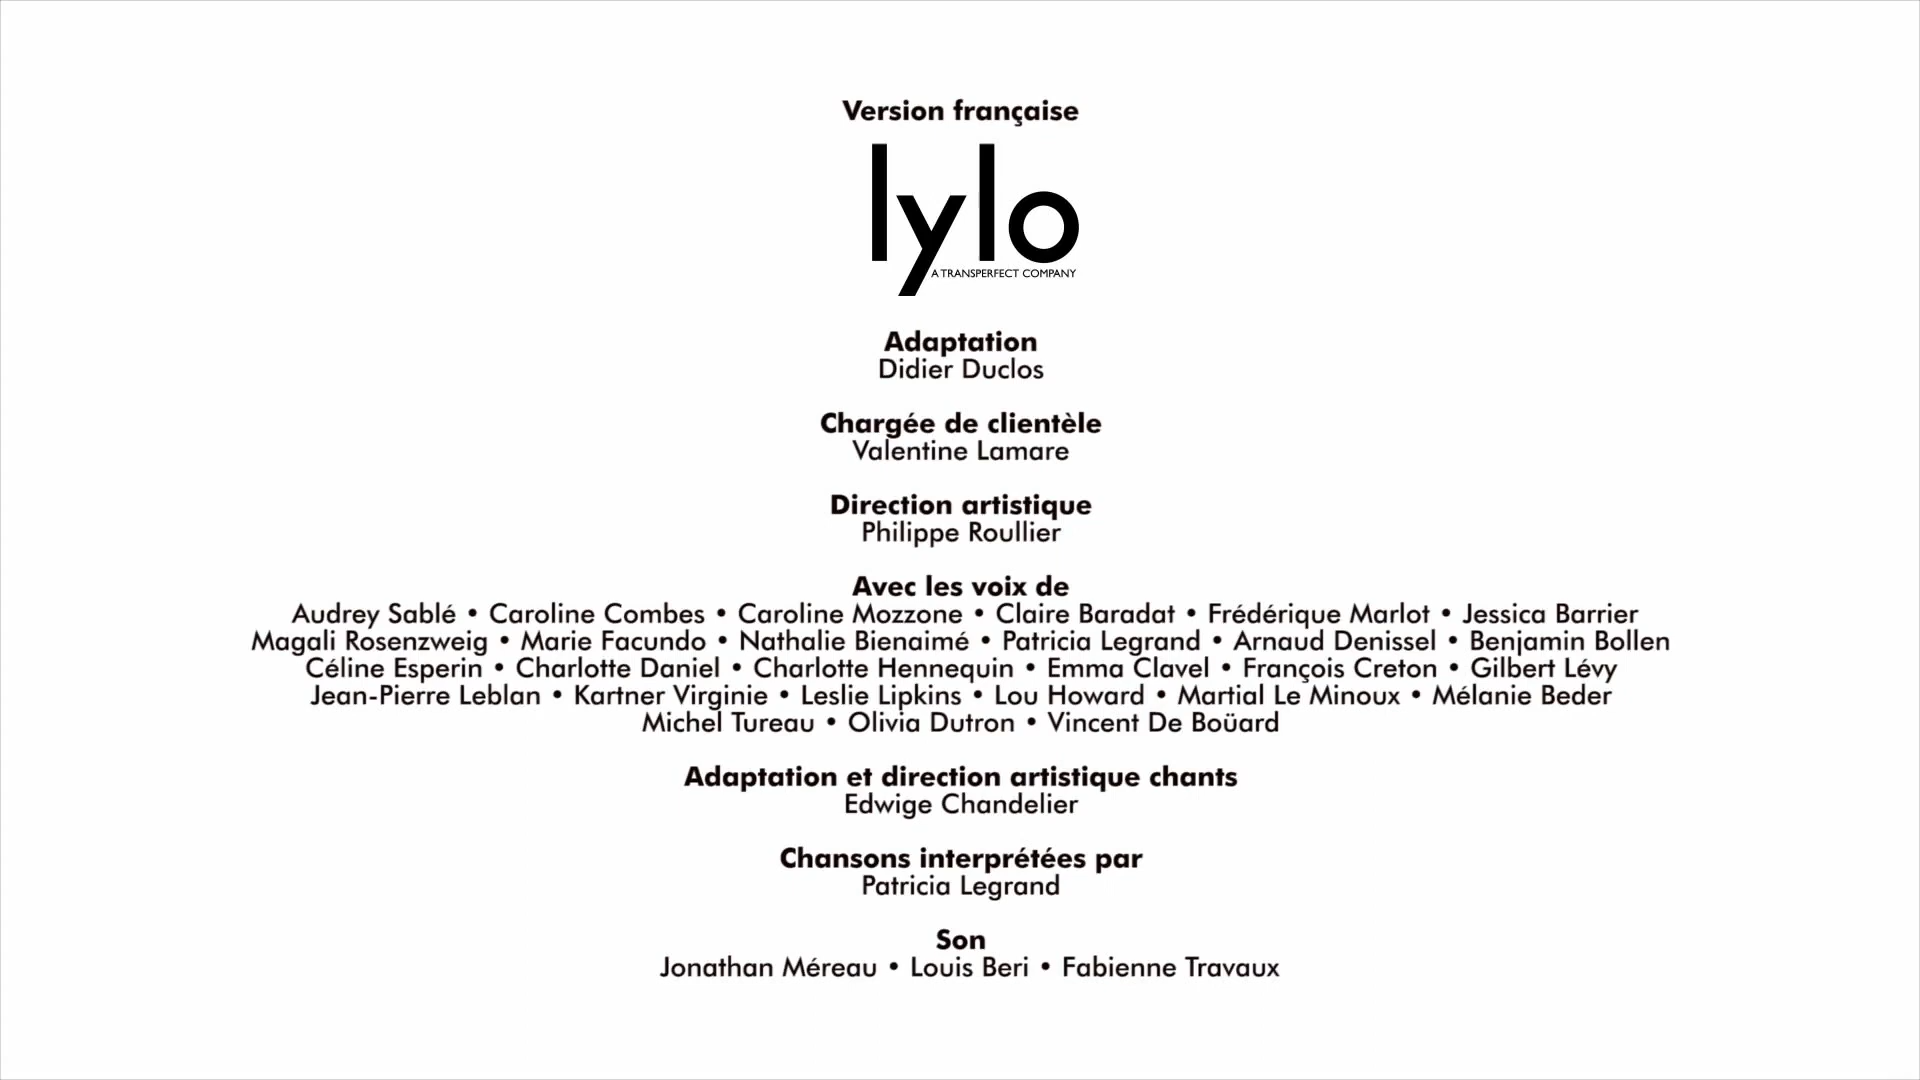 Version française
lylo
A TRANSPERFECT COMPANY
Adaptation
Didier Duclos
Chargée de clientèle
Valentine Lamare
Direction artistique
Philippe Roullier
Avec les voix de
Audrey Sablé • Caroline Combes • Caroline Mozzone • Claire Baradat • Frédérique Marlot • Jessica Barrier
Magali Rosenzweig • Marie Facundo • Nathalie Bienaimé • Patricia Legrand • Arnaud Denissel • Benjamin Bollen
Céline Esperin • Charlotte Daniel • Charlotte Hennequin • Emma Clavel • François Creton • Gilbert Lévy
Jean-Pierre Leblan • Kartner Virginie • Leslie Lipkins • Lou Howard • Martial Le Minoux • Mélanie Beder
Michel Tureau • Olivia Dutron • Vincent De Boüard
Adaptation et direction artistique chants
Edwige Chandelier
Chansons interprétées par
Patricia Legrand
Son
Jonathan Méreau • Louis Beri • Fabienne Travaux